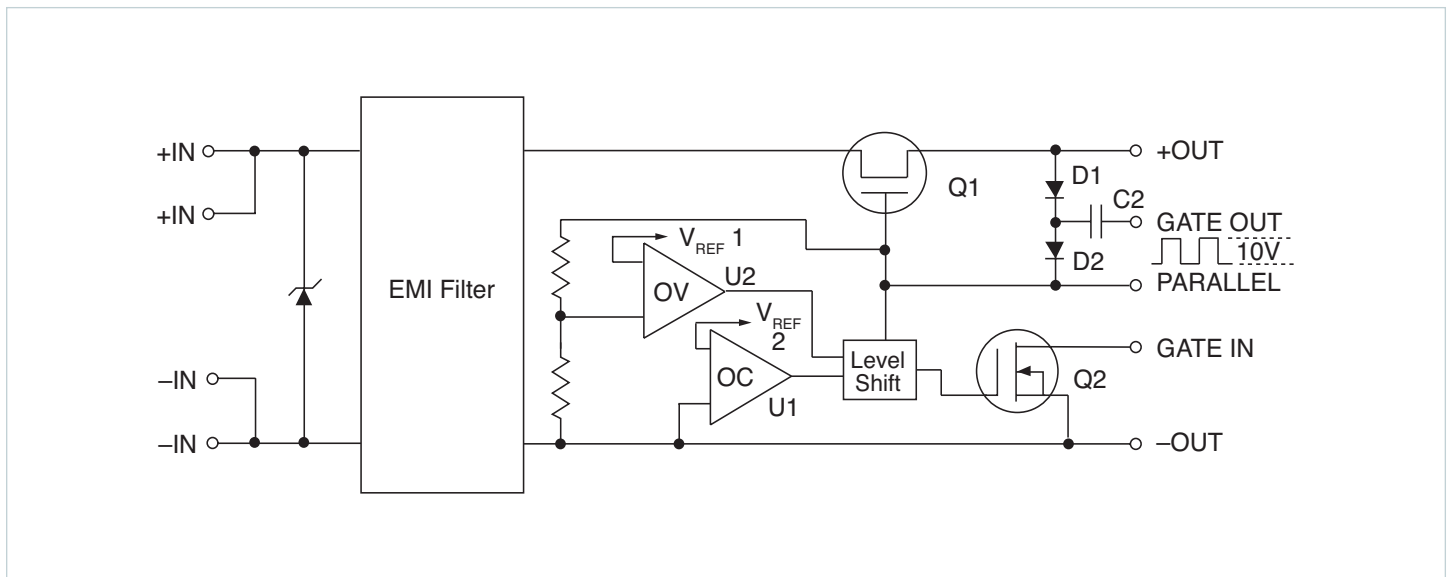 +IN
+IN
–IN
–IN
EMI Filter
V REF 1
OV
U2
V REF 2
OC
U1
Level
Shift
Q1
Q2
D1
C2
D2
+OUT
GATE OUT
10V
PARALLEL
GATE IN
–OUT